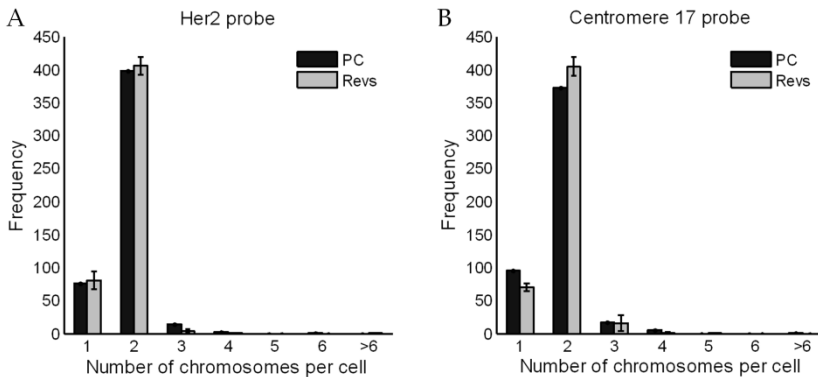 A
Her2 probe
450
400
350
300
250
200
150
100
50
0
Frequency
PC
Revs
1 2 3 4 5 6 >6
Number of chromosomes per cell
B
Centromere 17 probe
450
400
350
300
250
200
150
100
50
0
Frequency
PC
Revs
1 2 3 4 5 6 >6
Number of chromosomes per cell